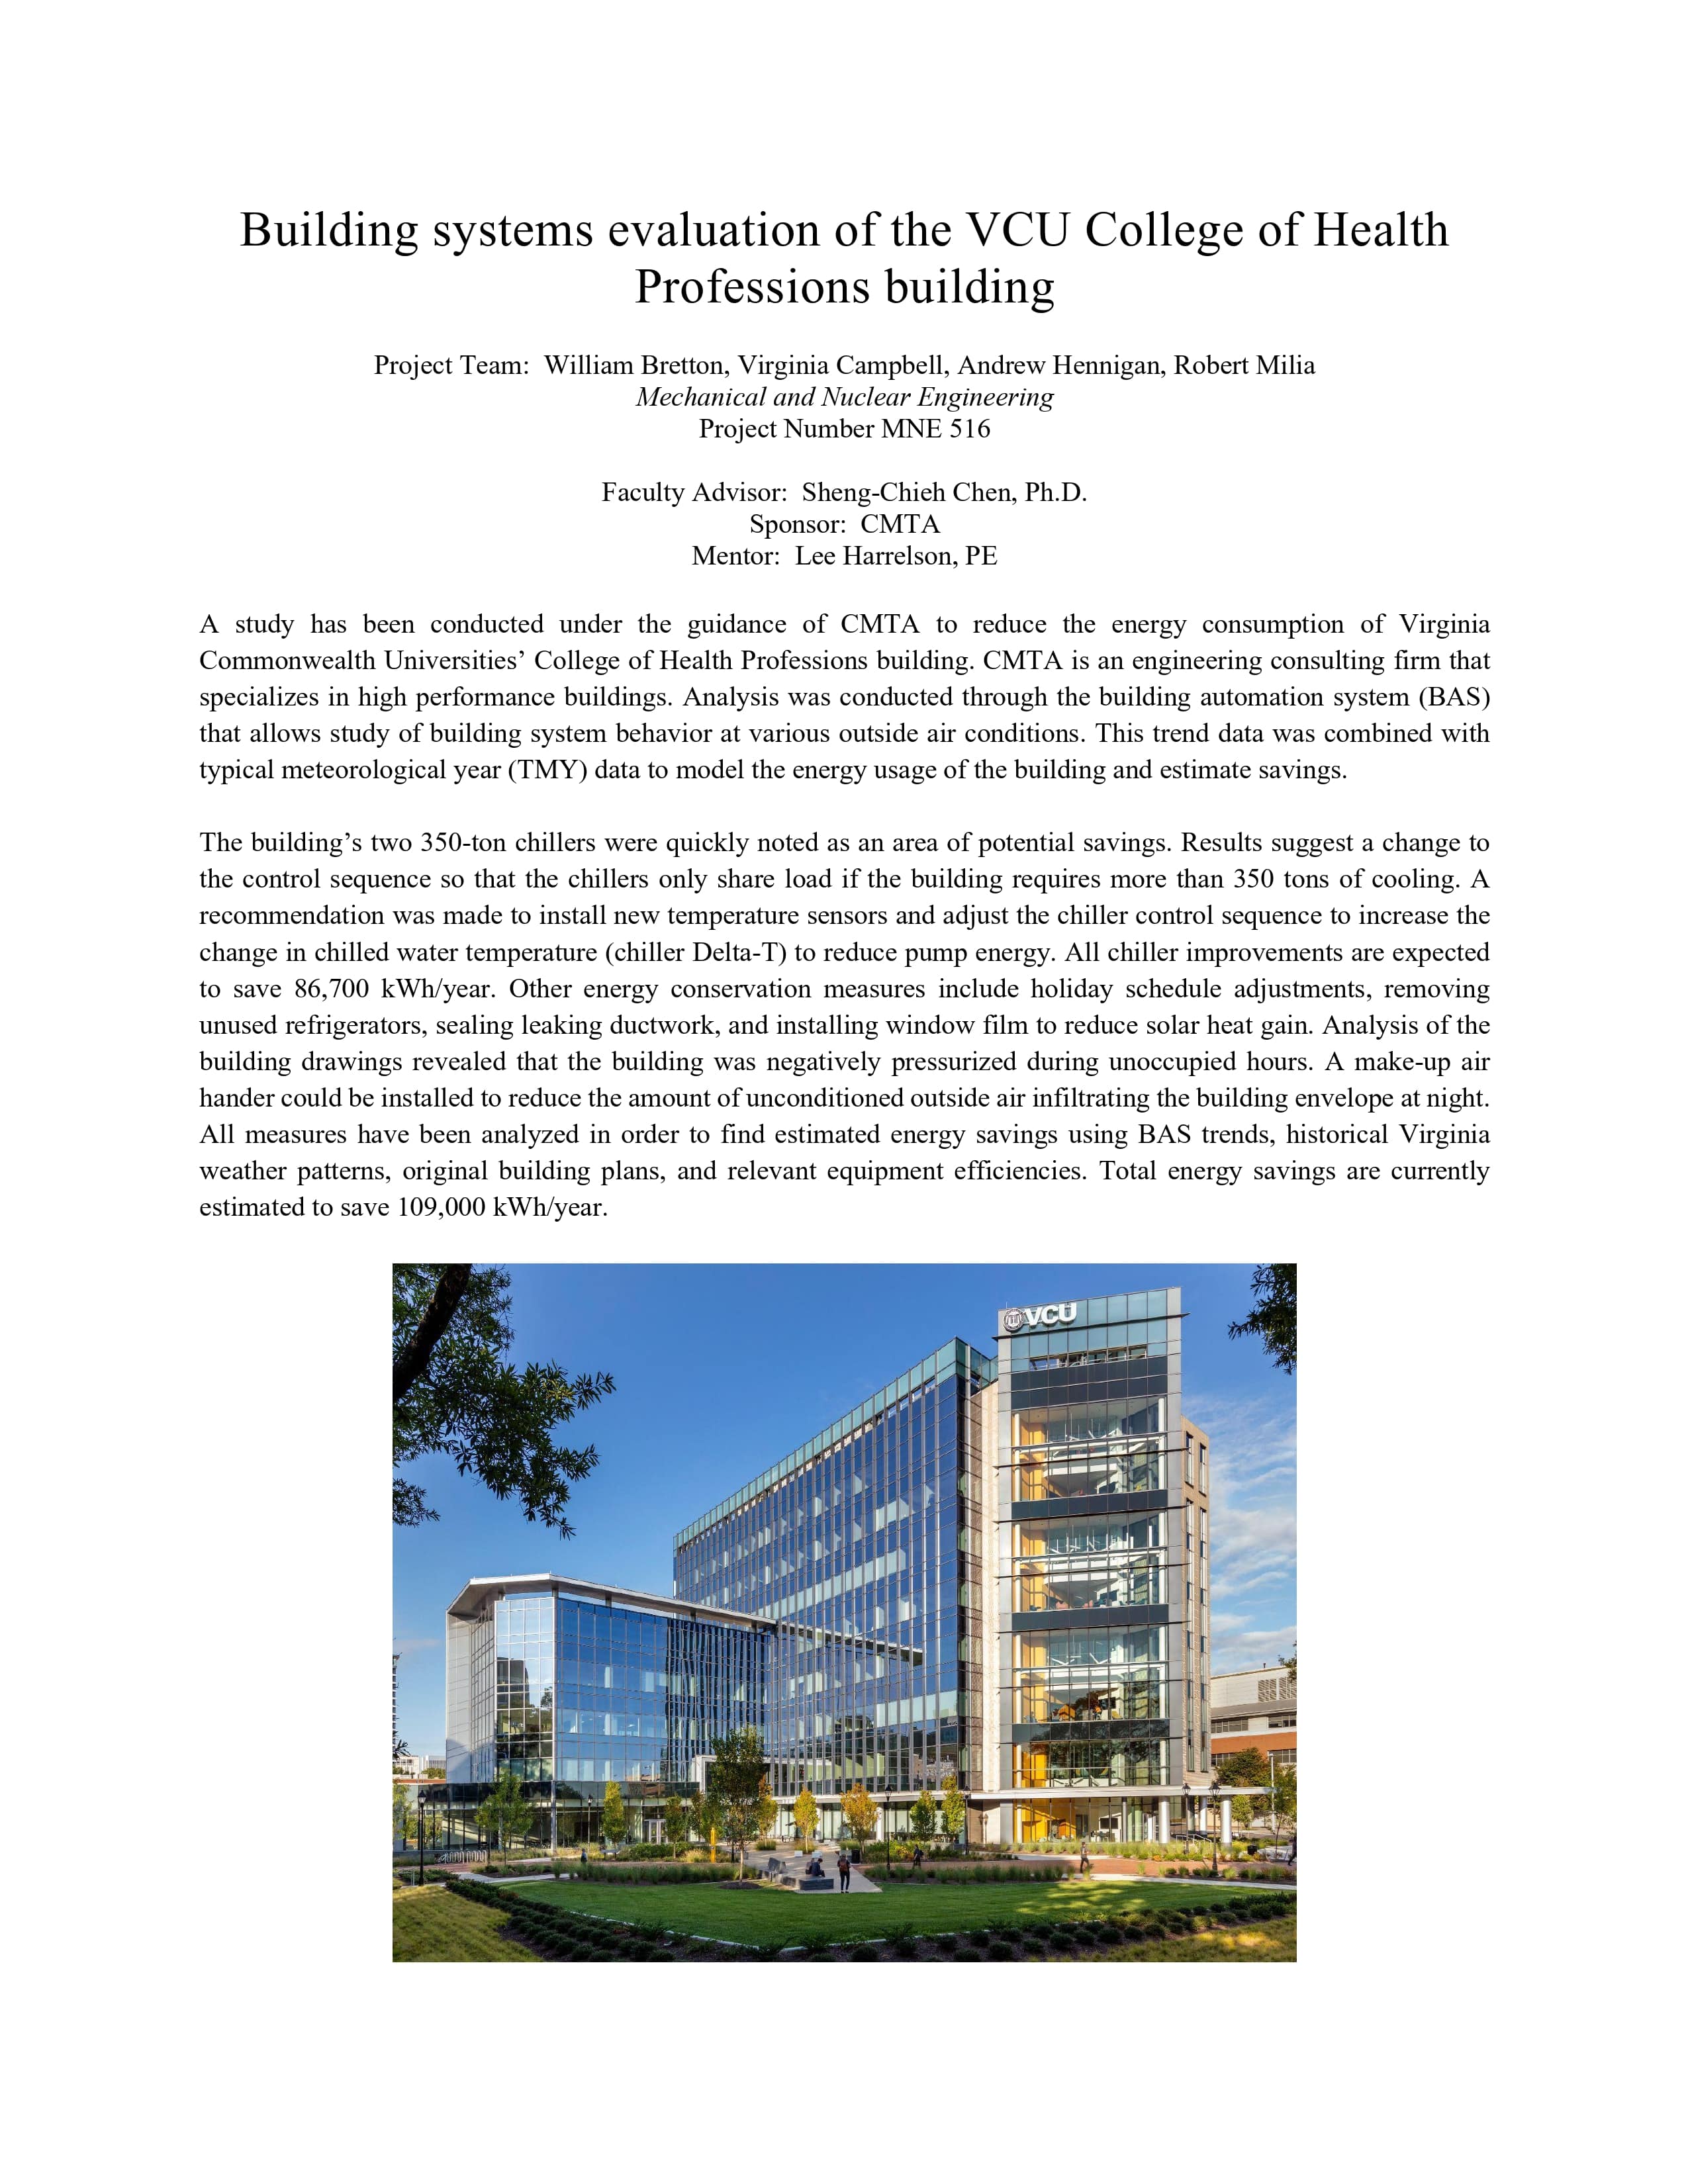 Building systems evaluation of the VCU College of Health
Professions building
Project Team:  William Bretton, Virginia Campbell, Andrew Hennigan, Robert Milia
Mechanical and Nuclear Engineering
Project Number MNE 516
Faculty Advisor:  Sheng-Chieh Chen, Ph.D.
Sponsor:  CMTA
Mentor:  Lee Harrelson, PE
A study has been conducted under the guidance of CMTA to reduce the energy consumption of Virginia
Commonwealth Universities’ College of Health Professions building. CMTA is an engineering consulting firm that
specializes in high performance buildings. Analysis was conducted through the building automation system (BAS)
that allows study of building system behavior at various outside air conditions. This trend data was combined with
typical meteorological year (TMY) data to model the energy usage of the building and estimate savings.
The building’s two 350-ton chillers were quickly noted as an area of potential savings. Results suggest a change to
the control sequence so that the chillers only share load if the building requires more than 350 tons of cooling. A
recommendation was made to install new temperature sensors and adjust the chiller control sequence to increase the
change in chilled water temperature (chiller Delta-T) to reduce pump energy. All chiller improvements are expected
to save 86,700 kWh/year. Other energy conservation measures include holiday schedule adjustments, removing
unused refrigerators, sealing leaking ductwork, and installing window film to reduce solar heat gain. Analysis of the
building drawings revealed that the building was negatively pressurized during unoccupied hours. A make-up air
hander could be installed to reduce the amount of unconditioned outside air infiltrating the building envelope at night.
All measures have been analyzed in order to find estimated energy savings using BAS trends, historical Virginia
weather patterns, original building plans, and relevant equipment efficiencies. Total energy savings are currently
estimated to save 109,000 kWh/year.
VCU